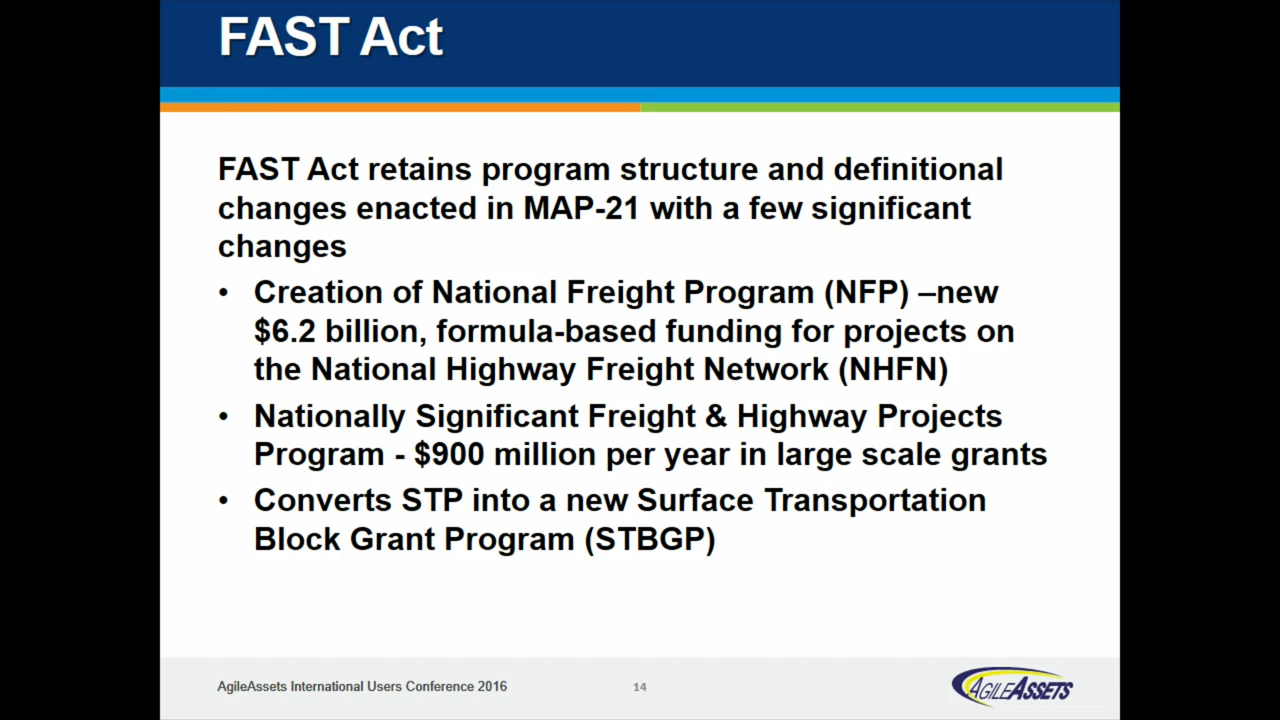 FAST Act
FAST Act retains program structure and definitional
changes enacted in MAP-21 with a few significant
changes
• Creation of National Freight Program (NFP) –new
$6.2 billion, formula-based funding for projects on
the National Highway Freight Network (NHFN)
• Nationally Significant Freight & Highway Projects
Program - $900 million per year in large scale grants
• Converts STP into a new Surface Transportation
Block Grant Program (STBGP)
AgileAssets International Users Conference 2016
14
AGILEASSETS